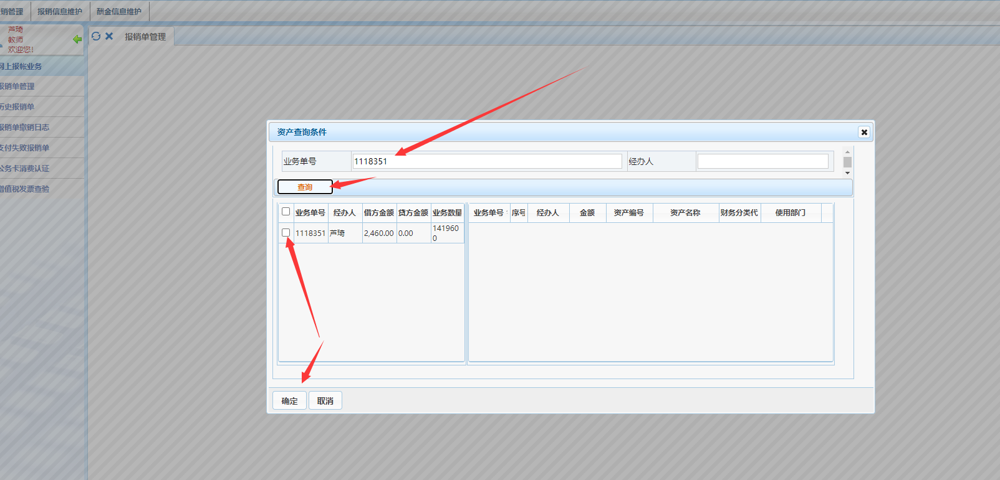 销管理 报销信息维护 酬金信息维护
芦琦
教师
欢迎您!
报销单管理
网上报帐业务
报销单管理
历史报销单
报销单撤销日志
支付失败报销单
公务卡消费认证
增值税发票查验
资产查询条件
业务单号 1118351 经办人
查询
业务单号 经办人 借方金额 贷方金额 业务数量
1118351 芦琦 2,460.00 0.00 1419600
业务单号 序号 经办人 金额 资产编号 资产名称 财务分类代 使用部门
确定 取消